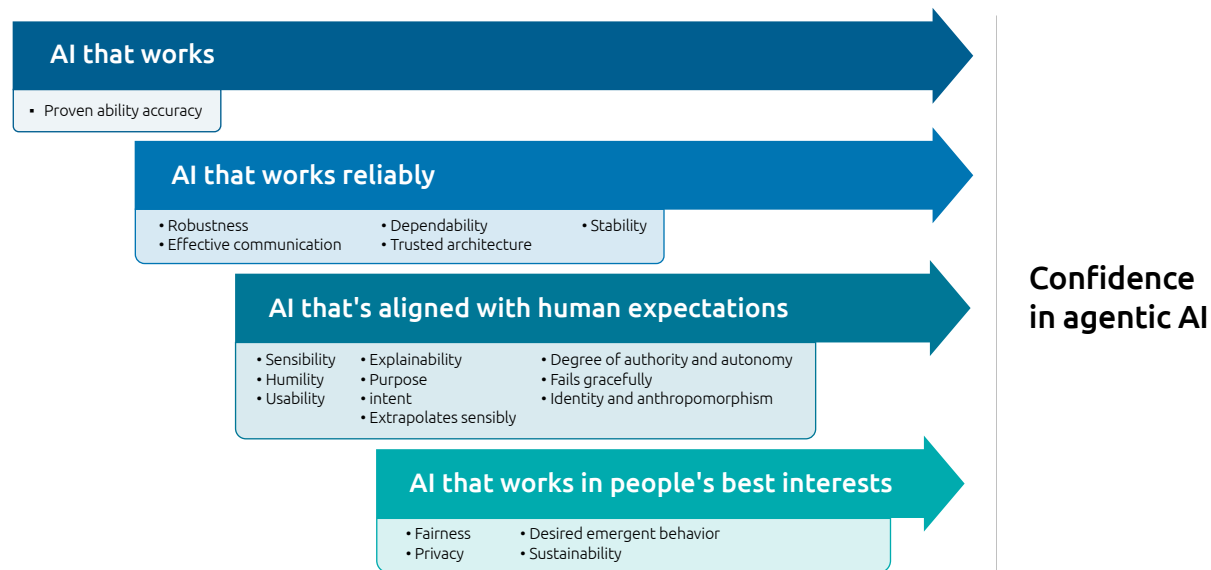 AI that works
▪ Proven ability accuracy
AI that works reliably
• Robustness
• Effective communication
• Dependability
• Trusted architecture
• Stability
AI that's aligned with human expectations
• Sensibility
• Humility
• Usability
• Explainability
• Purpose
• intent
• Extrapolates sensibly
• Degree of authority and autonomy
• Fails gracefully
• Identity and anthropomorphism
AI that works in people's best interests
• Fairness
• Privacy
• Desired emergent behavior
• Sustainability
Confidence
in agentic AI